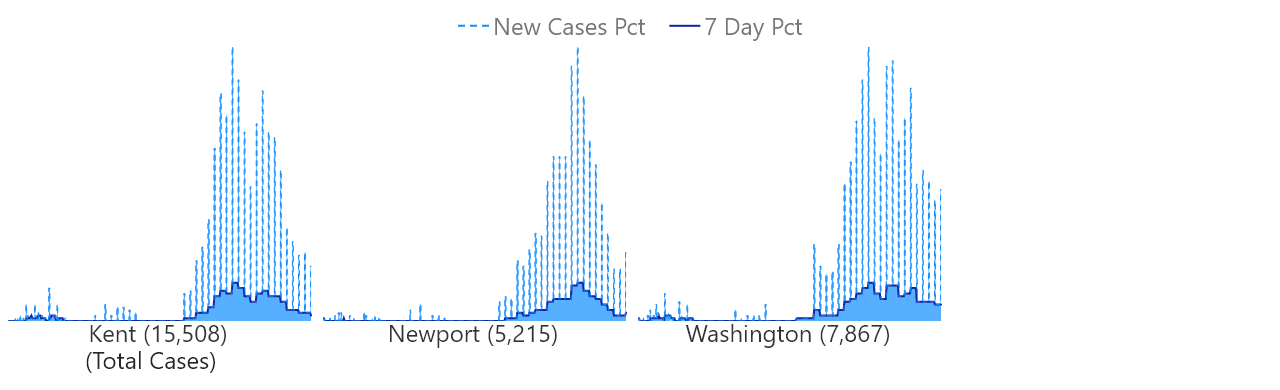 New Cases Pct 7 Day Pct
Kent (15,508) Newport (5,215) Washington (7,867)
(Total Cases)